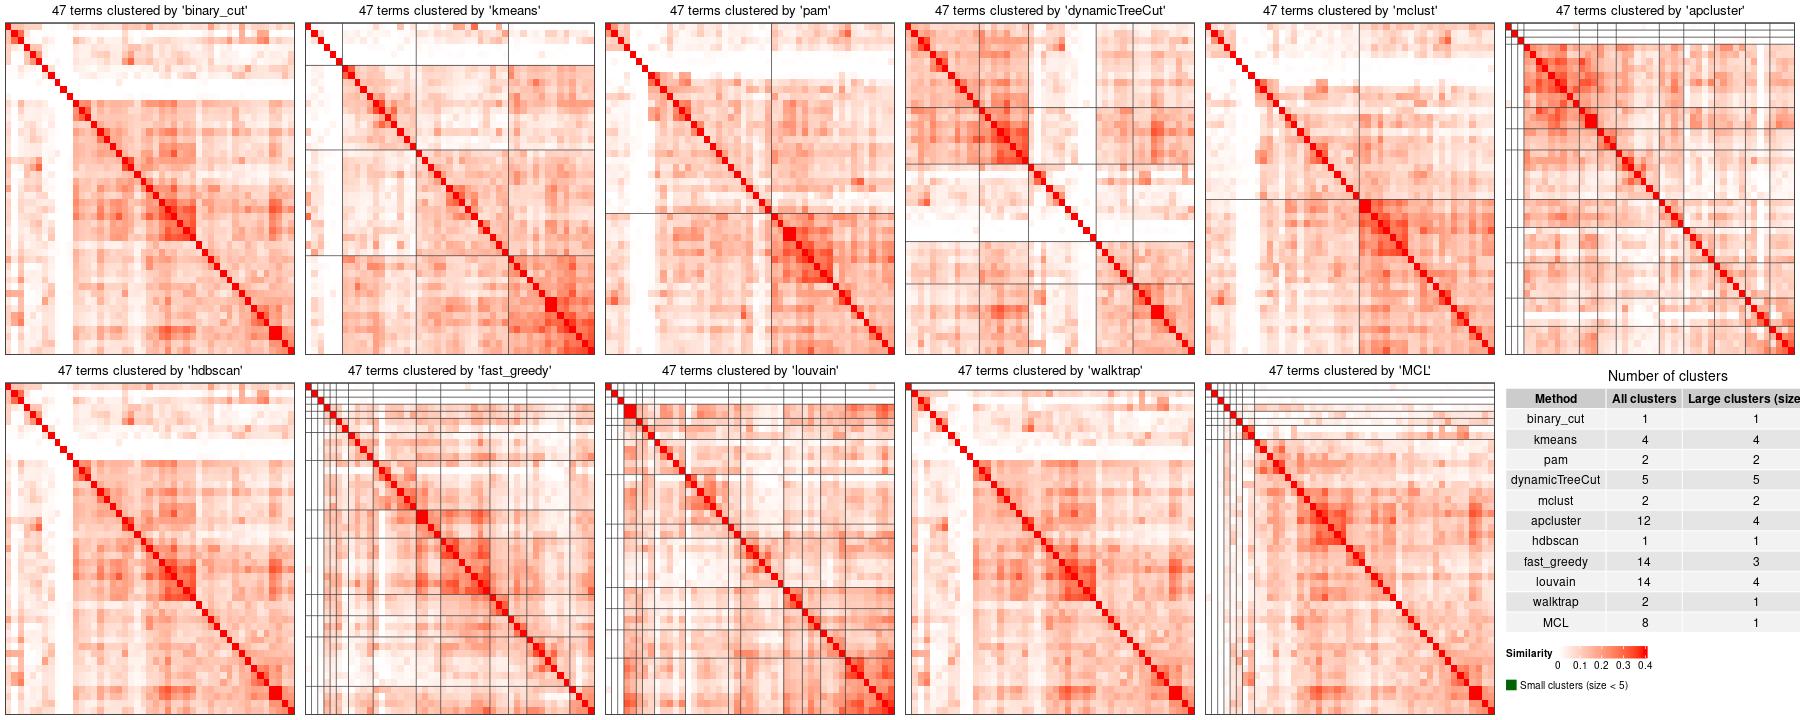 47 terms clustered by 'binary_cut'
47 terms clustered by 'kmeans'
47 terms clustered by 'pam'
47 terms clustered by 'dynamicTreeCut'
47 terms clustered by 'mclust'
47 terms clustered by 'apcluster'
47 terms clustered by 'hdbscan'
47 terms clustered by 'fast_greedy'
47 terms clustered by 'louvain'
47 terms clustered by 'walktrap'
47 terms clustered by 'MCL'
Number of clusters
Method All clusters Large clusters (size
binary_cut 1 1
kmeans 4 4
pam 2 2
dynamicTreeCut 5 5
mclust 2 2
apcluster 12 4
hdbscan 1 1
fast_greedy 14 3
louvain 14 4
walktrap 2 1
MCL 8 1
Similarity
0 0.1 0.2 0.3 0.4
Small clusters (size < 5)